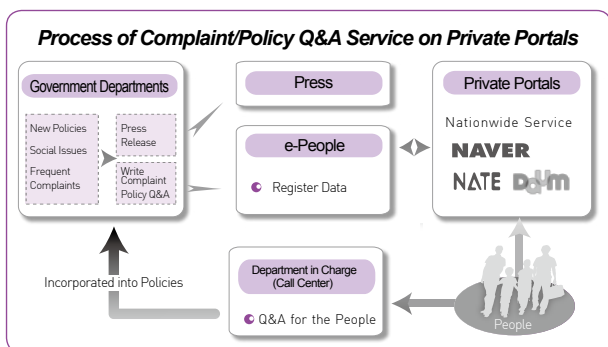 Process of Complaint/Policy Q&A Service on Private Portals
Government Departments
New Policies
Social Issues
Frequent
Complaints
Press
Release
Write
Complaint
Policy Q&A
Press
e-People
Register Data
Private Portals
Nationwide Service
NAVER
NATE Daum
Incorporated into Policies
Department in Charge
(Call Center)
Q&A for the People
People